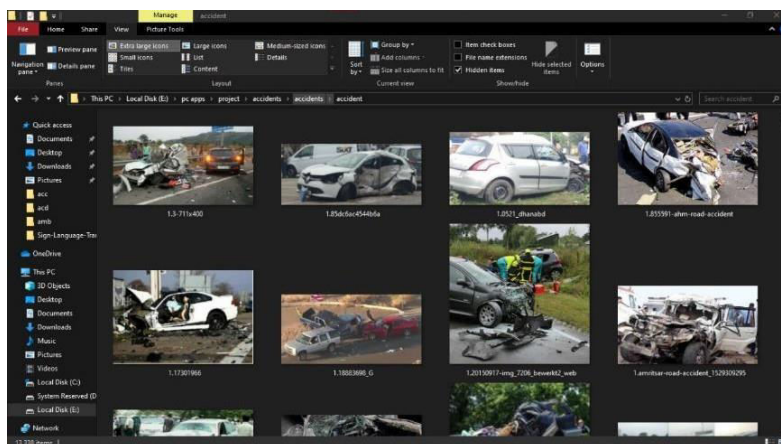 Manage
accident
File
Home
Share
View
Picture Tools
Navigation pane
Preview pane
Details pane
Extra large icons
Large icons
Medium-sized icons
Small icons
List
Details
Tiles
Content
Sort by
Group by
Add columns
Size all columns to fit
Item check boxes
File name extensions
Hidden items
Hide selected items
Options
Panes
Layout
Current view
Show/hide
This PC > Local Disk (E:) > pc apps > project > accidents > accidents > accident
Search accident
Quick access
Documents
Desktop
Downloads
Pictures
acc
acd
amb
Sign-Language-Tra
OneDrive
This PC
3D Objects
Desktop
Documents
Downloads
Music
Pictures
Videos
Local Disk (C:)
System Reserved (D
Local Disk (E:)
Network
SIXT
1.3-711x400
1.85dc6ac4544b6a
1.0521_dhanabd
1.855591-ahm-road-accident
1.17301966
1.18683698_G
1.20150917-img_7206_bewerkt2_web
1.amritsar-road-accident_1529309295